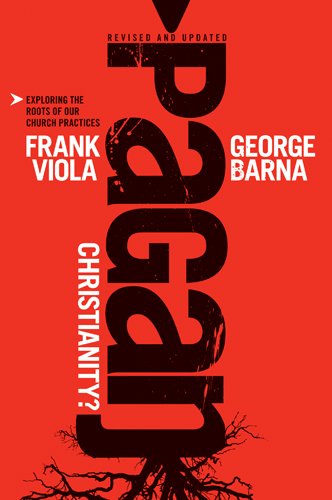 REVISED AND UPDATED
EXPLORING THE
ROOTS OF OUR
CHURCH PRACTICES
FRANK
VIOLA
GEORGE
BARNA
PaGan
CHRISTIANITY?